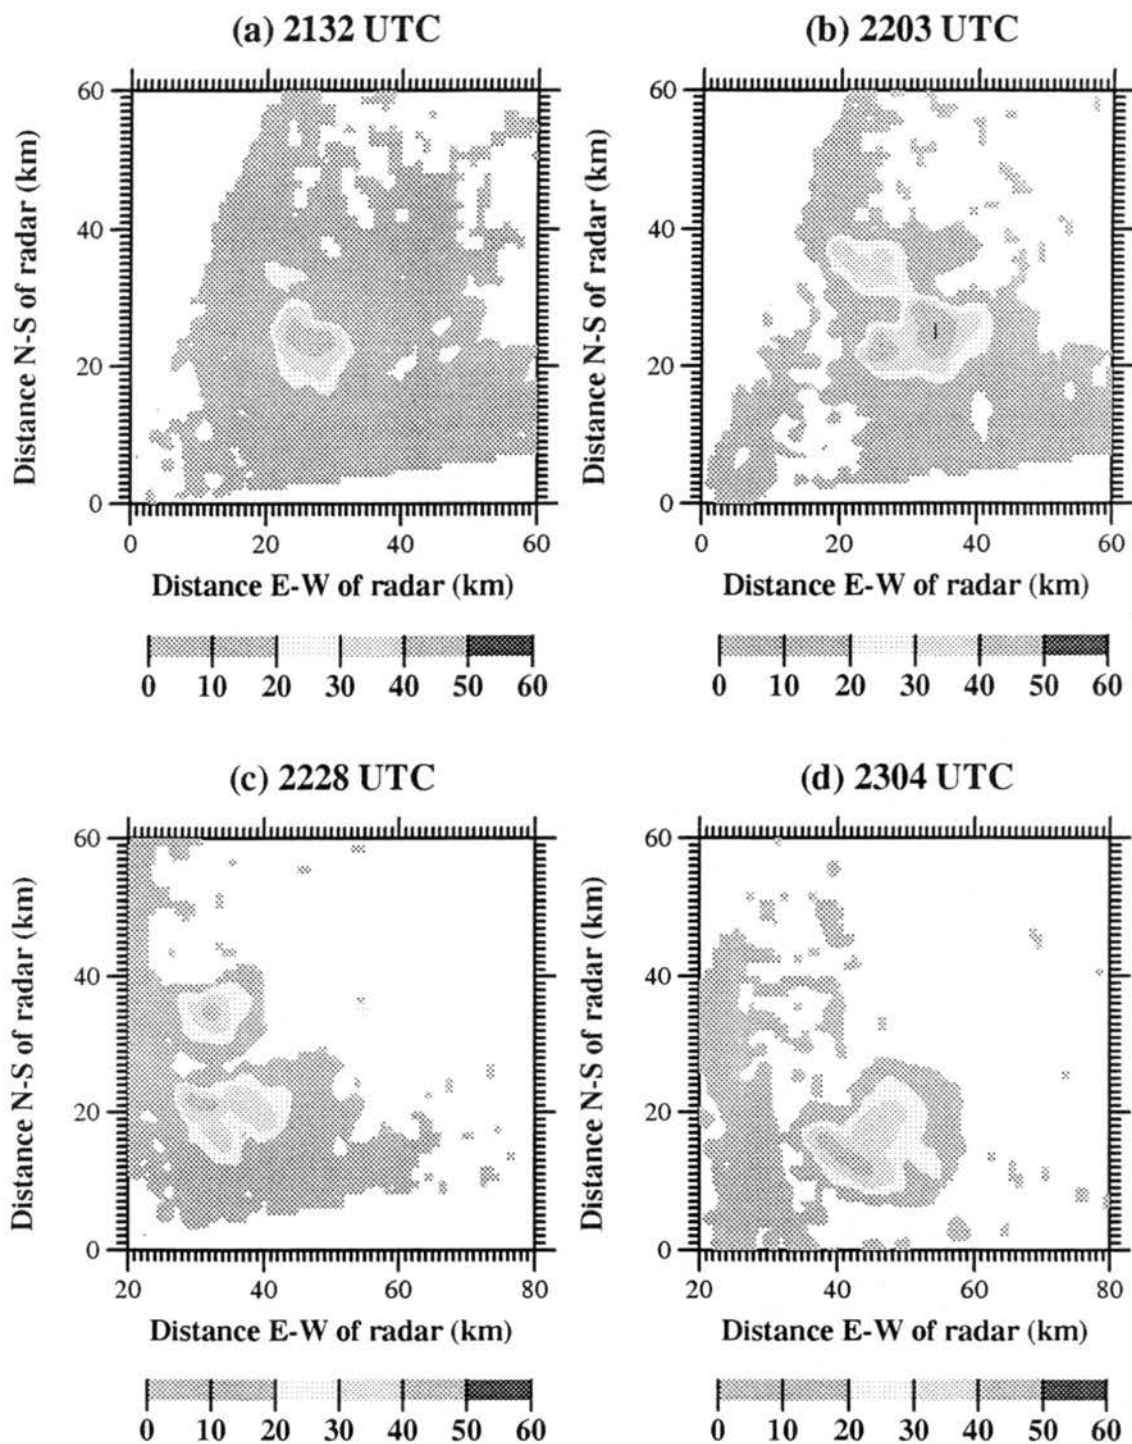 (a) 2132 UTC
(b) 2203 UTC
60
40
20
0
Distance N-S of radar (km)
0 20 40 60
Distance E-W of radar (km)
0 10 20 30 40 50 60
60
40
20
0
Distance N-S of radar (km)
0 20 40 60
Distance E-W of radar (km)
0 10 20 30 40 50 60
(c) 2228 UTC
(d) 2304 UTC
60
40
20
0
Distance N-S of radar (km)
20 40 60 80
Distance E-W of radar (km)
0 10 20 30 40 50 60
60
40
20
0
Distance N-S of radar (km)
20 40 60 80
Distance E-W of radar (km)
0 10 20 30 40 50 60